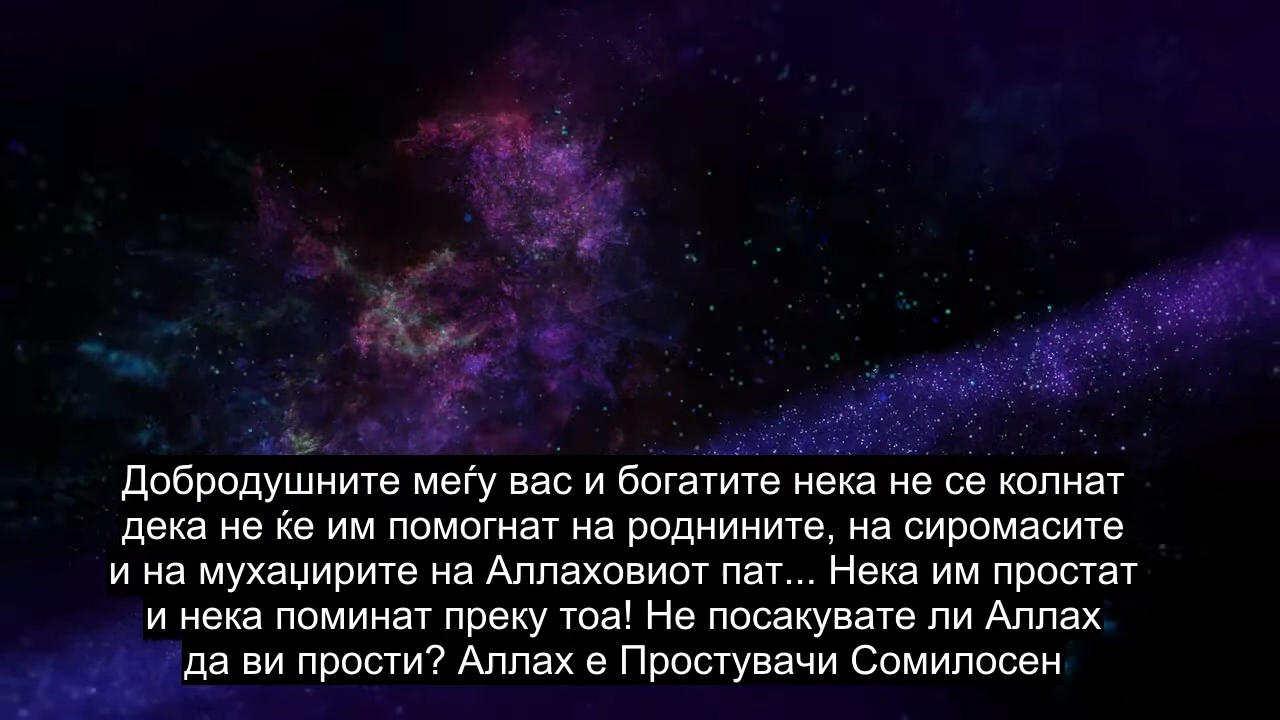 Добродушните меѓу вас и богатите нека не се колнат
дека не ќе им помогнат на роднините, на сиромасите
и на мухаџирите на Аллаховиот пат... Нека им простат
и нека поминат преку тоа! Не посакувате ли Аллах
да ви прости? Аллах е Простувачи Сомилосен